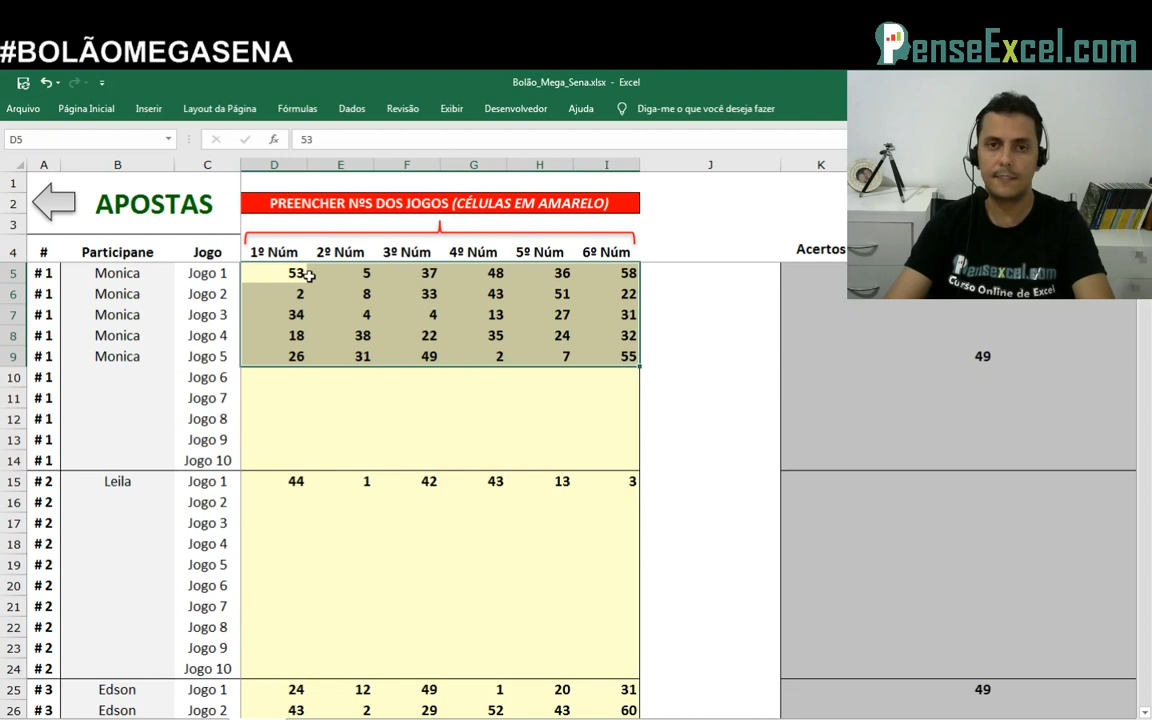 #BOLÃOMEGASENA
PenseExcel.com
Bolão_Mega_Sena.xlsx - Excel
Arquivo Página Inicial Inserir Layout da Página Fórmulas Dados Revisão Exibir Desenvolvedor Ajuda Diga-me o que você deseja fazer
D5 fx 53
A B C D E F G H I J K
1
2 APOSTAS PREENCHER NºS DOS JOGOS (CÉLULAS EM AMARELO)
3
4 # Participane Jogo 1º Núm 2º Núm 3º Núm 4º Núm 5º Núm 6º Núm Acertos
5 # 1 Monica Jogo 1 53 5 37 48 36 58
6 # 1 Monica Jogo 2 2 8 33 43 51 22
7 # 1 Monica Jogo 3 34 4 4 13 27 31
8 # 1 Monica Jogo 4 18 38 22 35 24 32
9 # 1 Monica Jogo 5 26 31 49 2 7 55 49
10 # 1 Jogo 6
11 # 1 Jogo 7
12 # 1 Jogo 8
13 # 1 Jogo 9
14 # 1 Jogo 10
15 # 2 Leila Jogo 1 44 1 42 43 13 3
16 # 2 Jogo 2
17 # 2 Jogo 3
18 # 2 Jogo 4
19 # 2 Jogo 5
20 # 2 Jogo 6
21 # 2 Jogo 7
22 # 2 Jogo 8
23 # 2 Jogo 9
24 # 2 Jogo 10
25 # 3 Edson Jogo 1 24 12 49 1 20 31 49
26 # 3 Edson Jogo 2 43 2 29 52 43 60
PenseExcel.com
Curso Online de Excel